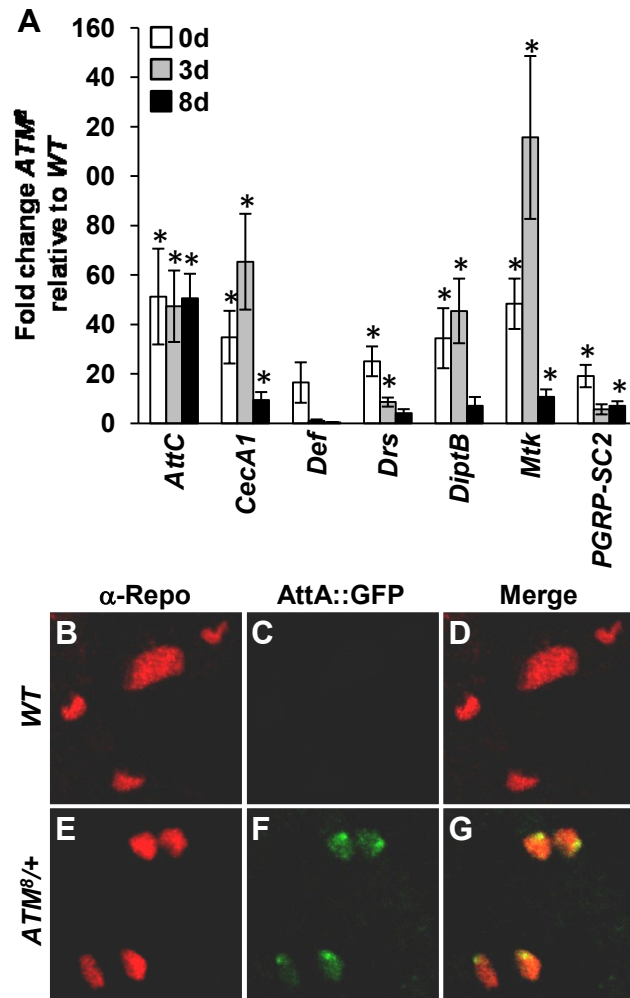 A
160
40
20
00
80
60
40
20
0
Fold change ATM⁸
relative to WT
0d
3d
8d
* * *
* * *
* *
* *
* * *
* *
AttC
CecA1
Def
Drs
DiptB
Mtk
PGRP-SC2
α-Repo AttA::GFP Merge
WT
B C D
ATM⁸/+
E F G